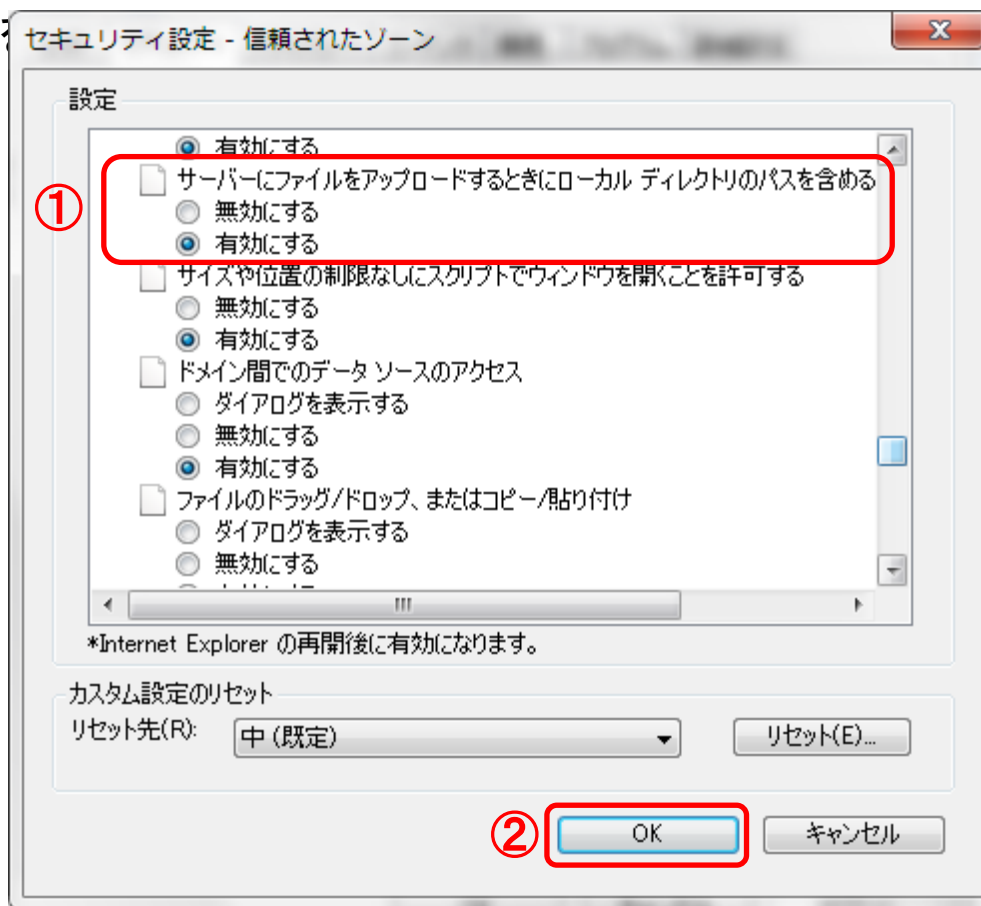 セキュリティ設定 - 信頼されたゾーン
設定
有効にする
①
サーバーにファイルをアップロードするときにローカル ディレクトリのパスを含める
無効にする
有効にする
サイズや位置の制限なしにスクリプトでウィンドウを開くことを許可する
無効にする
有効にする
ドメイン間でのデータ ソースのアクセス
ダイアログを表示する
無効にする
有効にする
ファイルのドラッグ/ドロップ、またはコピー/貼り付け
ダイアログを表示する
無効にする
*Internet Explorer の再開後に有効になります。
カスタム設定のリセット
リセット先(R):
中 (既定)
リセット(E)...
②
OK
キャンセル